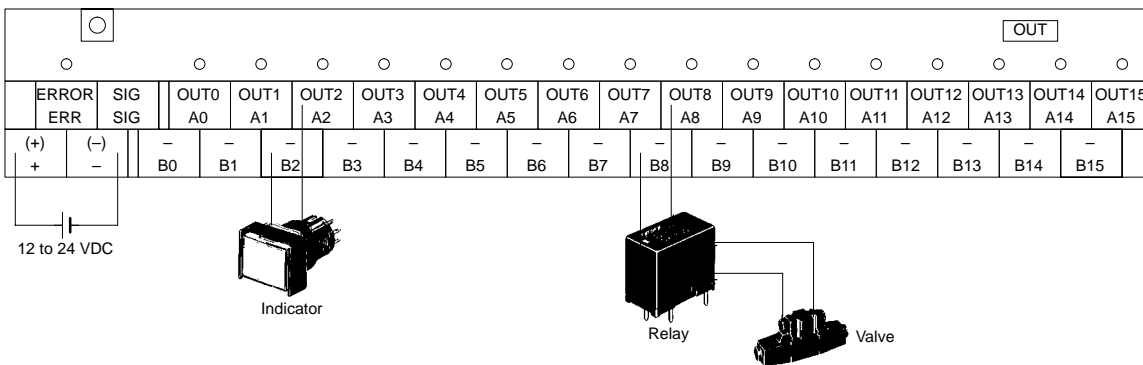 OUT
ERROR SIG OUT0 OUT1 OUT2 OUT3 OUT4 OUT5 OUT6 OUT7 OUT8 OUT9 OUT10 OUT11 OUT12 OUT13 OUT14 OUT15
ERR SIG A0 A1 A2 A3 A4 A5 A6 A7 A8 A9 A10 A11 A12 A13 A14 A15
(+) (–) – – – – – – – – – – – – – – – –
+ – B0 B1 B2 B3 B4 B5 B6 B7 B8 B9 B10 B11 B12 B13 B14 B15
12 to 24 VDC
Indicator
Relay
Valve